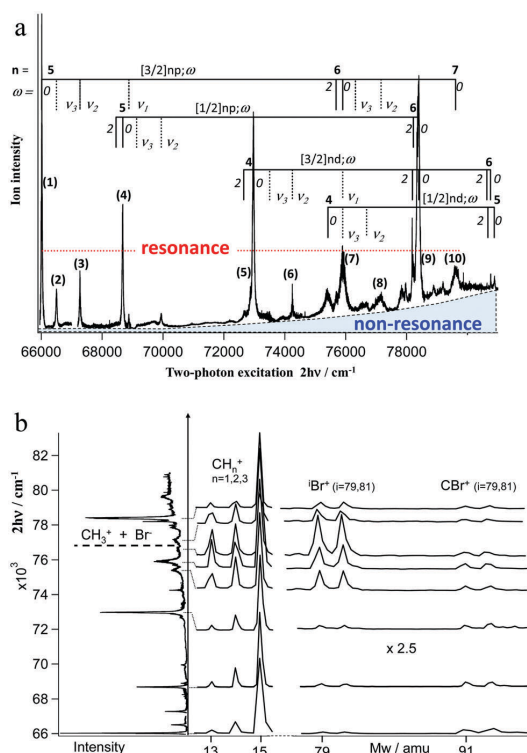 a
n = 5 [3/2]np;ω 6 7
ω = 0 ν3 ν2 ν1 2 0 ν3 ν2 0
5 [1/2]np;ω 6
2 0 ν3 ν2 2 0
4 [3/2]nd;ω 6
2 0 ν3 ν2 ν1 2 0 2 0
4 [1/2]nd;ω 5
2 0 ν3 ν2 2 0
Ion intensity
(1) (2) (3) (4) (5) (6) (7) (8) (9) (10)
resonance
non-resonance
66000 68000 70000 72000 74000 76000 78000
Two-photon excitation 2hν / cm-1
b
2hν / cm-1
x10³
82
80
78
76
74
72
70
68
66
CH3+ + Br-
CHn+
n=1,2,3
iBr+ (i=79,81)
CBr+ (i=79,81)
x 2.5
Intensity
13 15 79 91
Mw / amu